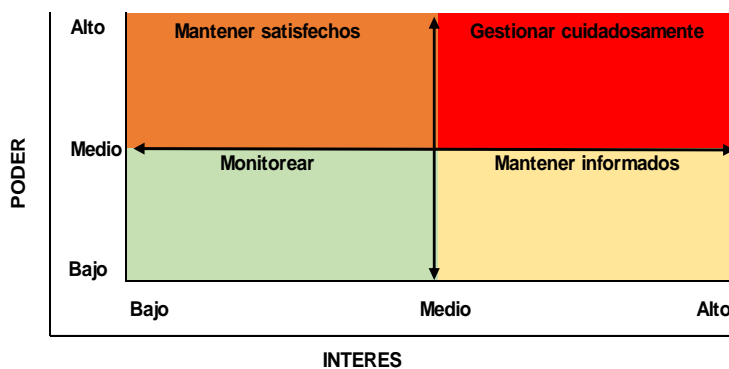 Alto
Mantener satisfechos
Gestionar cuidadosamente
PODER
Medio
Monitorear
Mantener informados
Bajo
Bajo
Medio
Alto
INTERES